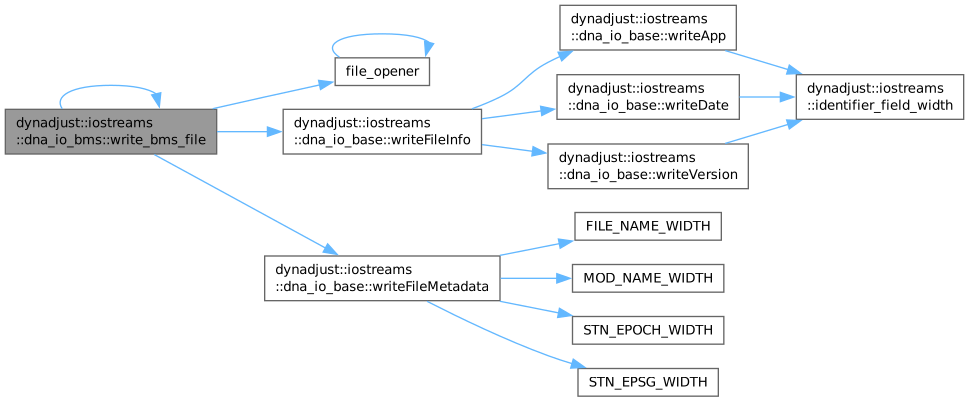 dynadjust::iostreams
::dna_io_bms::write_bms_file
file_opener
dynadjust::iostreams
::dna_io_base::writeFileInfo
dynadjust::iostreams
::dna_io_base::writeApp
dynadjust::iostreams
::dna_io_base::writeDate
dynadjust::iostreams
::dna_io_base::writeVersion
dynadjust::iostreams
::identifier_field_width
dynadjust::iostreams
::dna_io_base::writeFileMetadata
FILE_NAME_WIDTH
MOD_NAME_WIDTH
STN_EPOCH_WIDTH
STN_EPSG_WIDTH